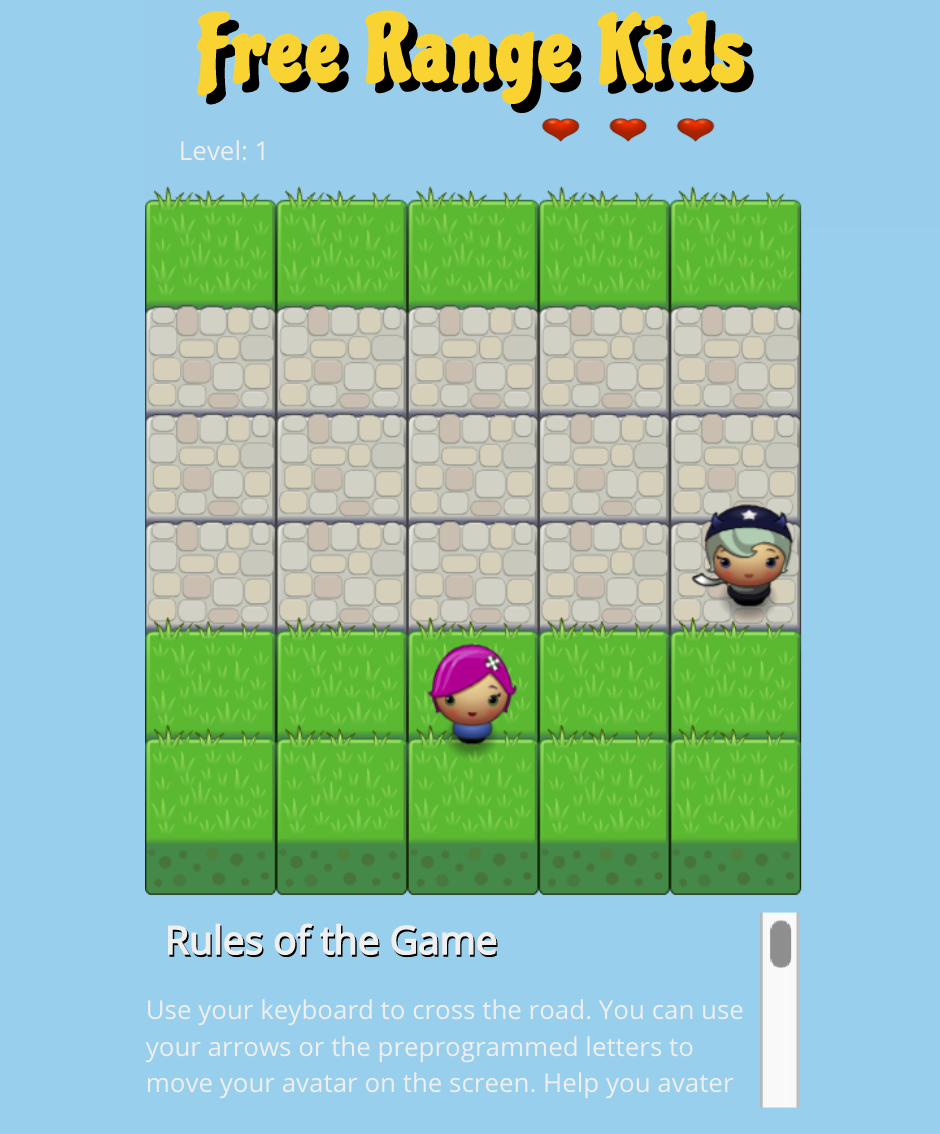 Free Range Kids
Level: 1
Rules of the Game
Use your keyboard to cross the road. You can use
your arrows or the preprogrammed letters to
move your avatar on the screen. Help you avater